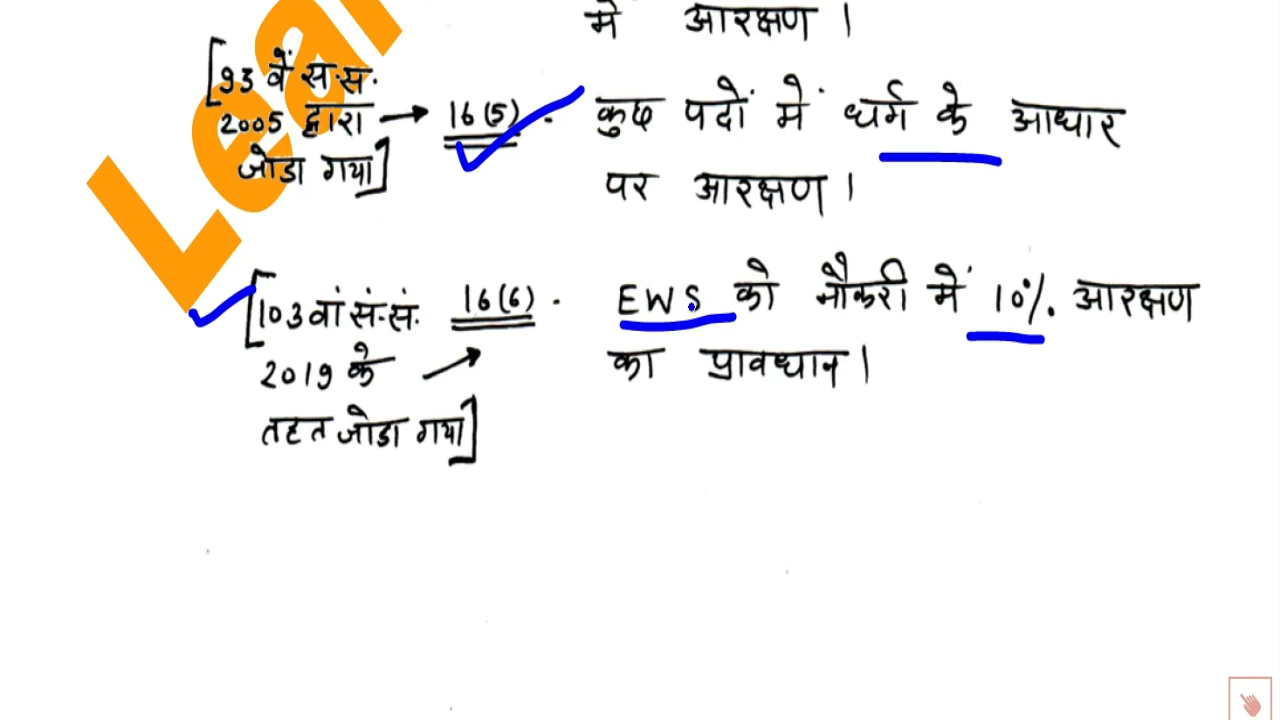 में आरक्षण।
[93 वें स.स.
2005 द्वारा → 16(5). कुछ पदों में धर्म के आधार
जोडा गया]
पर आरक्षण।
[103 वां सं.सं. 16(6). EWS को नौकरी में 10% आरक्षण
2019 के
का प्रावधान।
तहत जोडा गया]
Lear